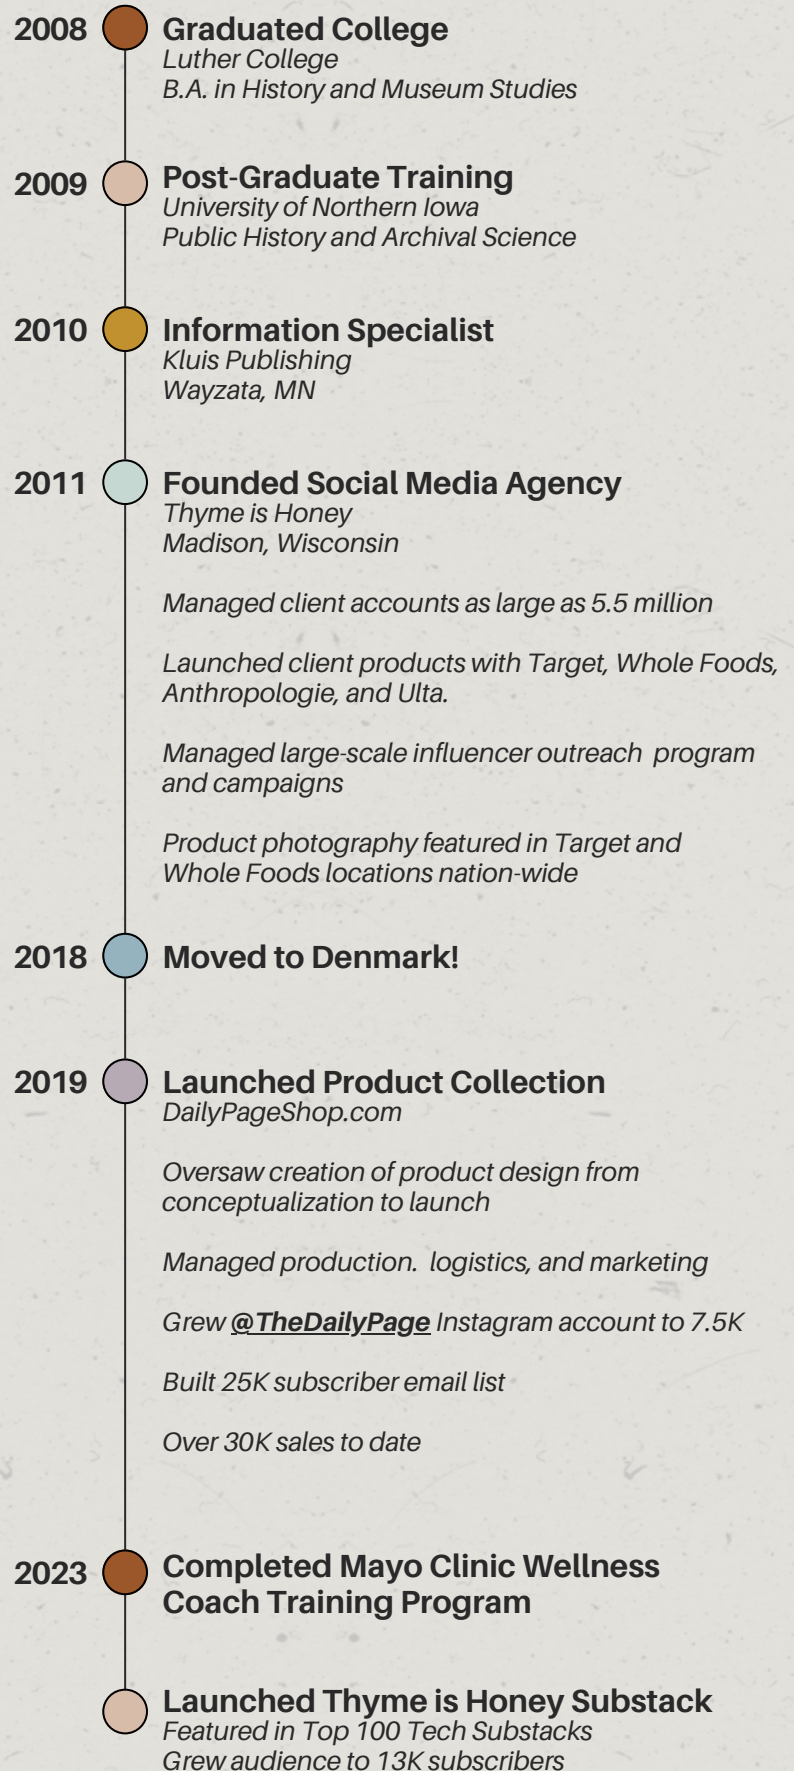 2008 Graduated College
Luther College
B.A. in History and Museum Studies
2009 Post-Graduate Training
University of Northern Iowa
Public History and Archival Science
2010 Information Specialist
Kluis Publishing
Wayzata, MN
2011 Founded Social Media Agency
Thyme is Honey
Madison, Wisconsin
Managed client accounts as large as 5.5 million
Launched client products with Target, Whole Foods,
Anthropologie, and Ulta.
Managed large-scale influencer outreach  program
and campaigns
Product photography featured in Target and
Whole Foods locations nation-wide
2018 Moved to Denmark!
2019 Launched Product Collection
DailyPageShop.com
Oversaw creation of product design from
conceptualization to launch
Managed production.  logistics, and marketing
Grew @TheDailyPage Instagram account to 7.5K
Built 25K subscriber email list
Over 30K sales to date
2023 Completed Mayo Clinic Wellness
Coach Training Program
Launched Thyme is Honey Substack
Featured in Top 100 Tech Substacks
Grew audience to 13K subscribers